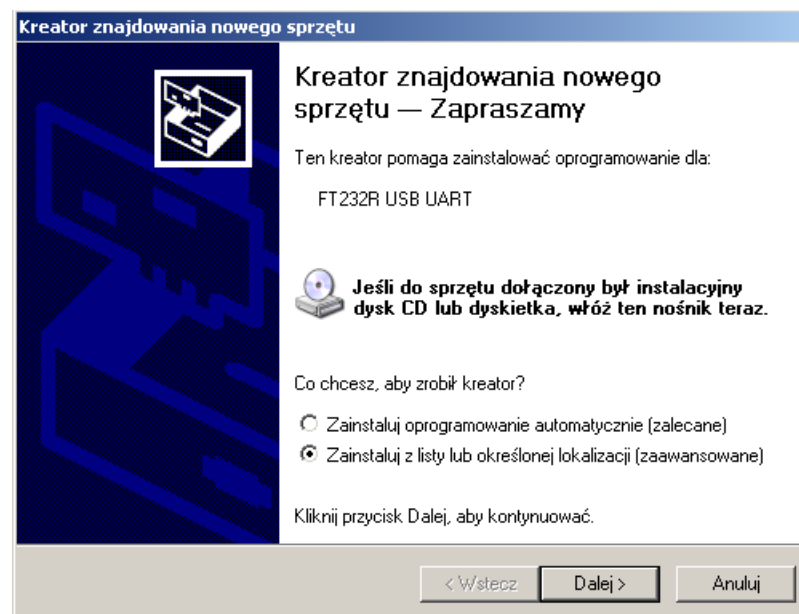 Kreator znajdowania nowego sprzętu
Kreator znajdowania nowego
sprzętu — Zapraszamy
Ten kreator pomaga zainstalować oprogramowanie dla:
FT232R USB UART
Jeśli do sprzętu dołączony był instalacyjny
dysk CD lub dyskietka, włóż ten nośnik teraz.
Co chcesz, aby zrobił kreator?
Zainstaluj oprogramowanie automatycznie (zalecane)
Zainstaluj z listy lub określonej lokalizacji (zaawansowane)
Kliknij przycisk Dalej, aby kontynuować.
< Wstecz Dalej > Anuluj